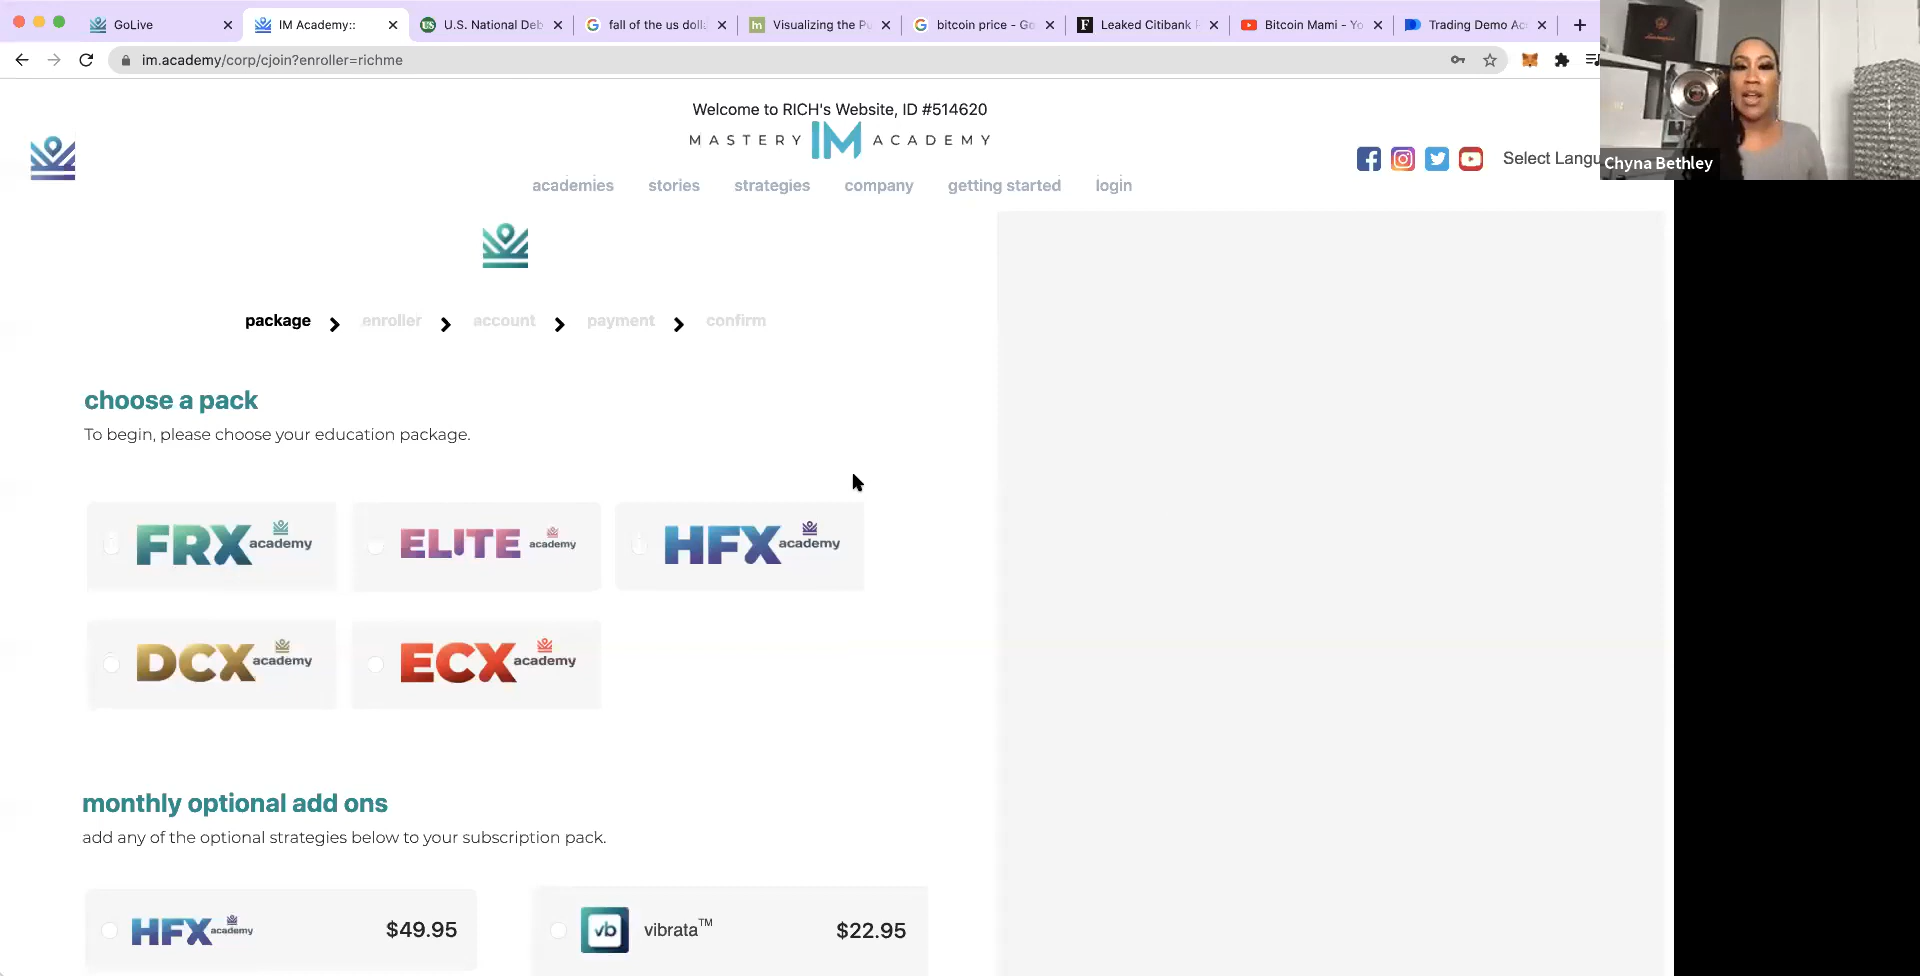 GoLive
IM Academy::
U.S. National Deb
fall of the us doll
Visualizing the Pu
bitcoin price - Go
Leaked Citibank
Bitcoin Mami - Yo
Trading Demo Ac
im.academy/corp/cjoin?enroller=richme
Chyna Bethley
Welcome to RICH's Website, ID #514620
MASTERY IM ACADEMY
Select Langu
academies stories strategies company getting started login
package enroller account payment confirm
choose a pack
To begin, please choose your education package.
FRX academy
ELITE academy
HFX academy
DCX academy
ECX academy
monthly optional add ons
add any of the optional strategies below to your subscription pack.
HFX academy $49.95
vb vibrata™ $22.95